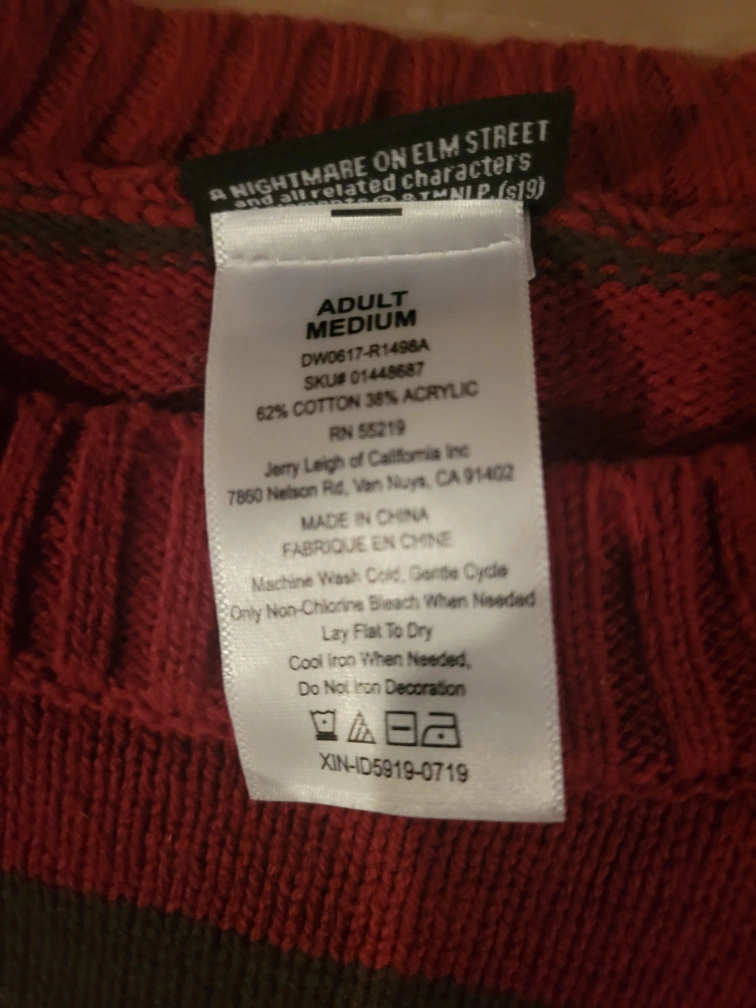 A NIGHTMARE ON ELM STREET
and all related characters
© & ™ NLP. (s19)
ADULT
MEDIUM
DW0617-R1498A
SKU# 01448687
62% COTTON 38% ACRYLIC
RN 55219
Jerry Leigh of California Inc
7860 Nelson Rd, Van Nuys, CA 91402
MADE IN CHINA
FABRIQUE EN CHINE
Machine Wash Cold, Gentle Cycle
Only Non-Chlorine Bleach When Needed
Lay Flat To Dry
Cool Iron When Needed,
Do Not Iron Decoration
XIN-ID5919-0719